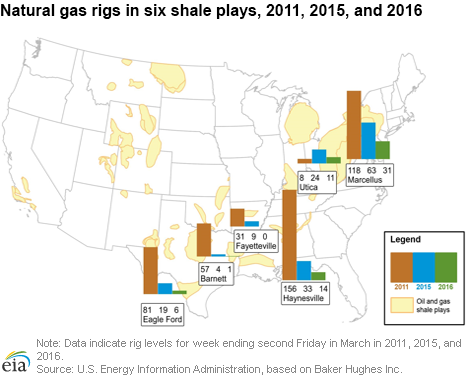 Natural gas rigs in six shale plays, 2011, 2015, and 2016
118 63 31
Marcellus
8 24 11
Utica
31 9 0
Fayetteville
57 4 1
Barnett
156 33 14
Haynesville
81 19 6
Eagle Ford
Legend
2011 2015 2016
Oil and gas
shale plays
Note: Data indicate rig levels for week ending second Friday in March in 2011, 2015, and
2016.
Source: U.S. Energy Information Administration, based on Baker Hughes Inc.
eia